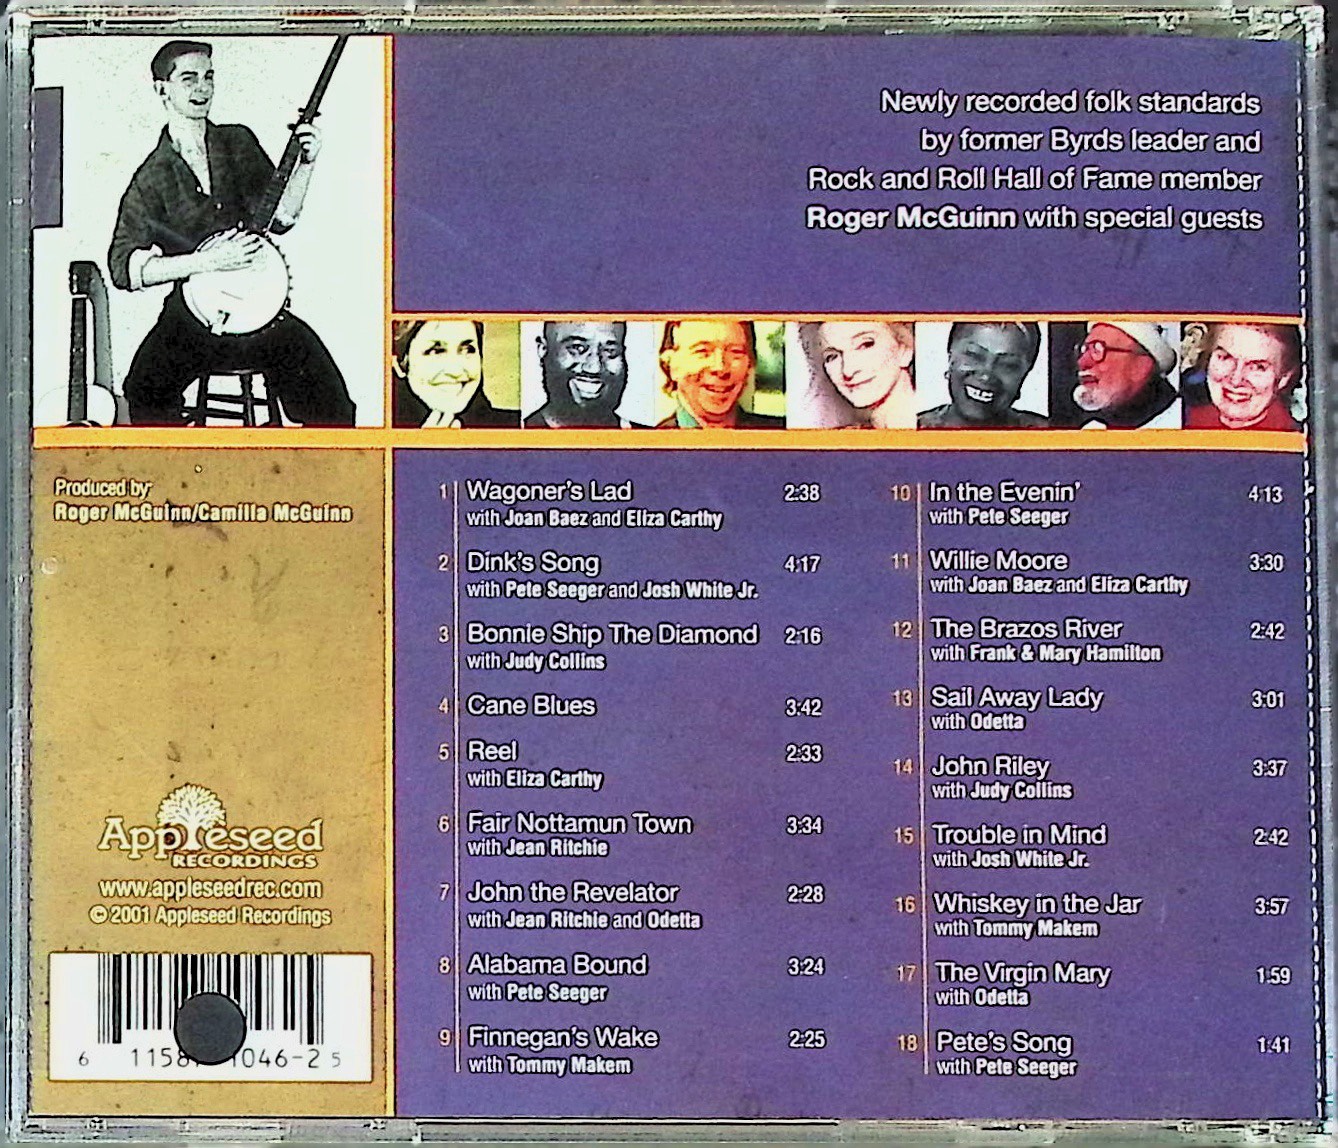 Newly recorded folk standards
by former Byrds leader and
Rock and Roll Hall of Fame member
Roger McGuinn with special guests
Produced by:
Roger McGuinn/Camilla McGuinn
Appleseed
RECORDINGS
www.appleseedrec.com
© 2001 Appleseed Recordings
6 1158 1046-2 5
1 Wagoner's Lad 2:38
with Joan Baez and Eliza Carthy
2 Dink's Song 4:17
with Pete Seeger and Josh White Jr.
3 Bonnie Ship The Diamond 2:16
with Judy Collins
4 Cane Blues 3:42
5 Reel 2:33
with Eliza Carthy
6 Fair Nottamun Town 3:34
with Jean Ritchie
7 John the Revelator 2:28
with Jean Ritchie and Odetta
8 Alabama Bound 3:24
with Pete Seeger
9 Finnegan's Wake 2:25
with Tommy Makem
10 In the Evenin' 4:13
with Pete Seeger
11 Willie Moore 3:30
with Joan Baez and Eliza Carthy
12 The Brazos River 2:42
with Frank & Mary Hamilton
13 Sail Away Lady 3:01
with Odetta
14 John Riley 3:37
with Judy Collins
15 Trouble in Mind 2:42
with Josh White Jr.
16 Whiskey in the Jar 3:57
with Tommy Makem
17 The Virgin Mary 1:59
with Odetta
18 Pete's Song 1:41
with Pete Seeger